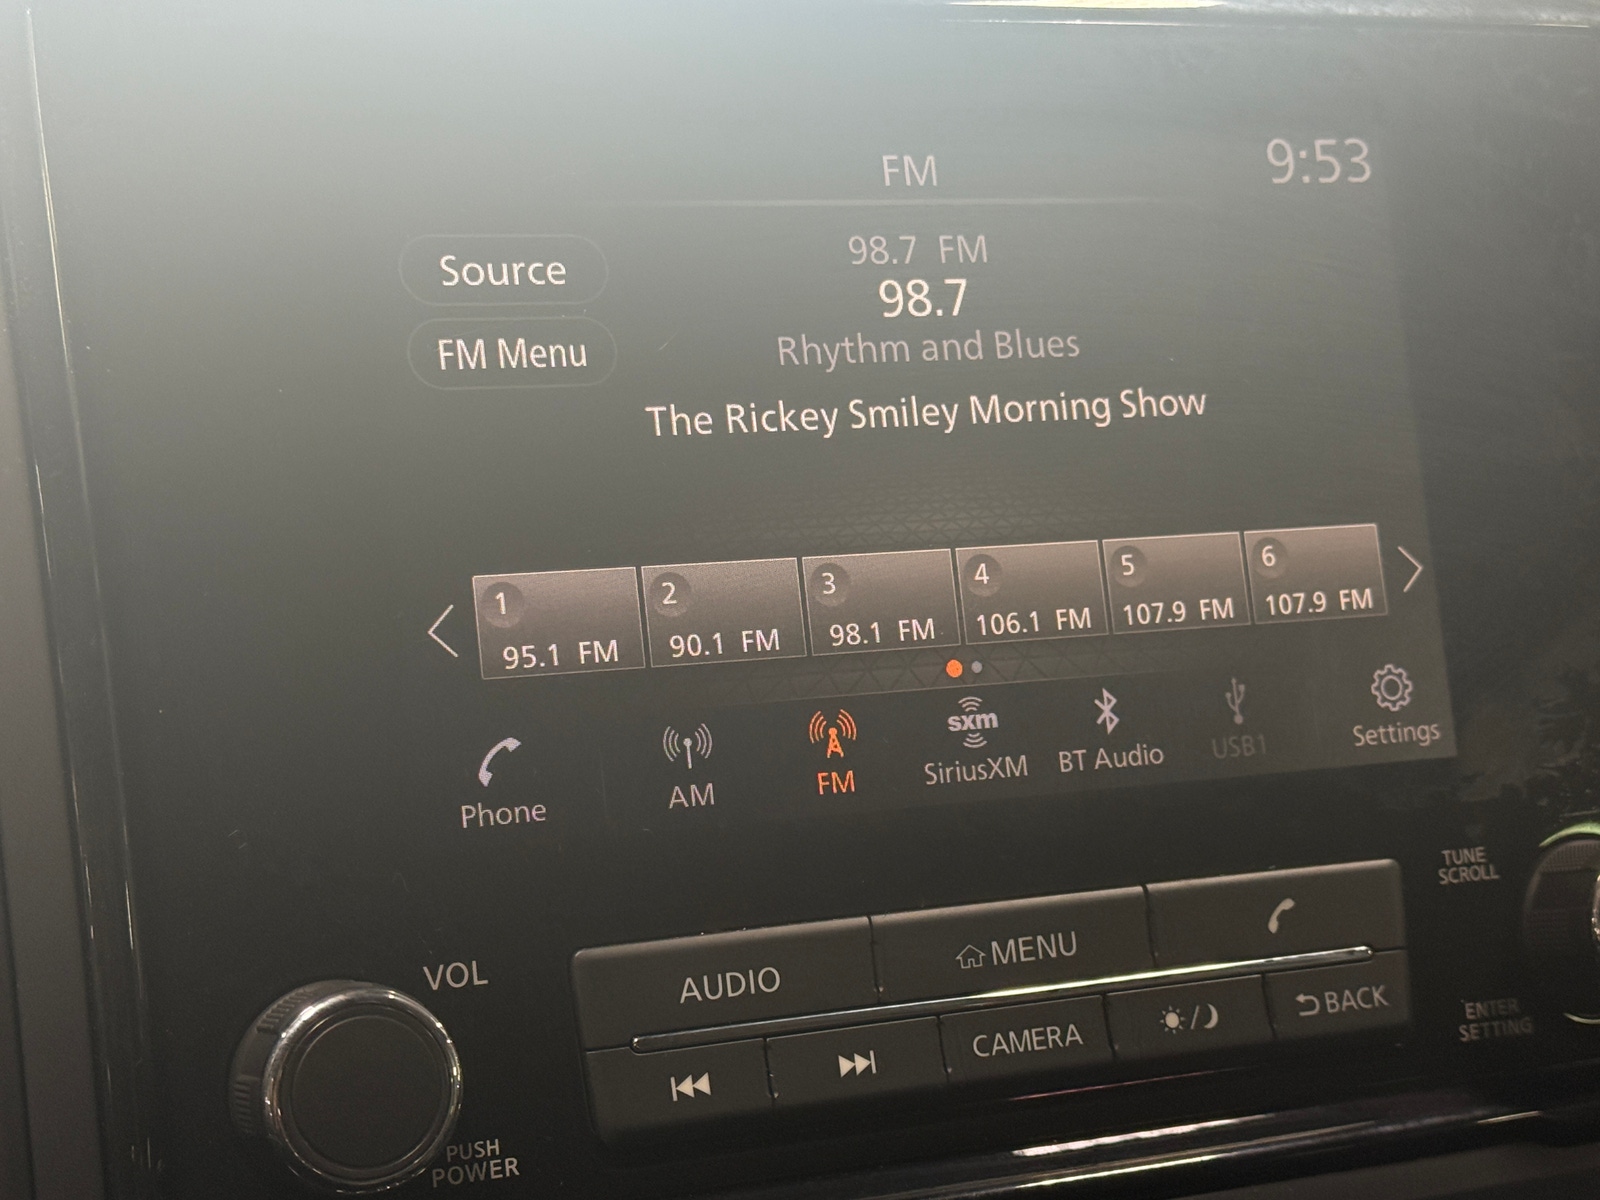 FM
9:53
Source
98.7 FM
98.7
FM Menu
Rhythm and Blues
The Rickey Smiley Morning Show
1
95.1 FM
2
90.1 FM
3
98.1 FM
4
106.1 FM
5
107.9 FM
6
107.9 FM
Phone
AM
FM
sxm
SiriusXM
BT Audio
USB1
Settings
TUNE
SCROLL
VOL
AUDIO
MENU
CAMERA
BACK
ENTER
SETTING
PUSH
POWER